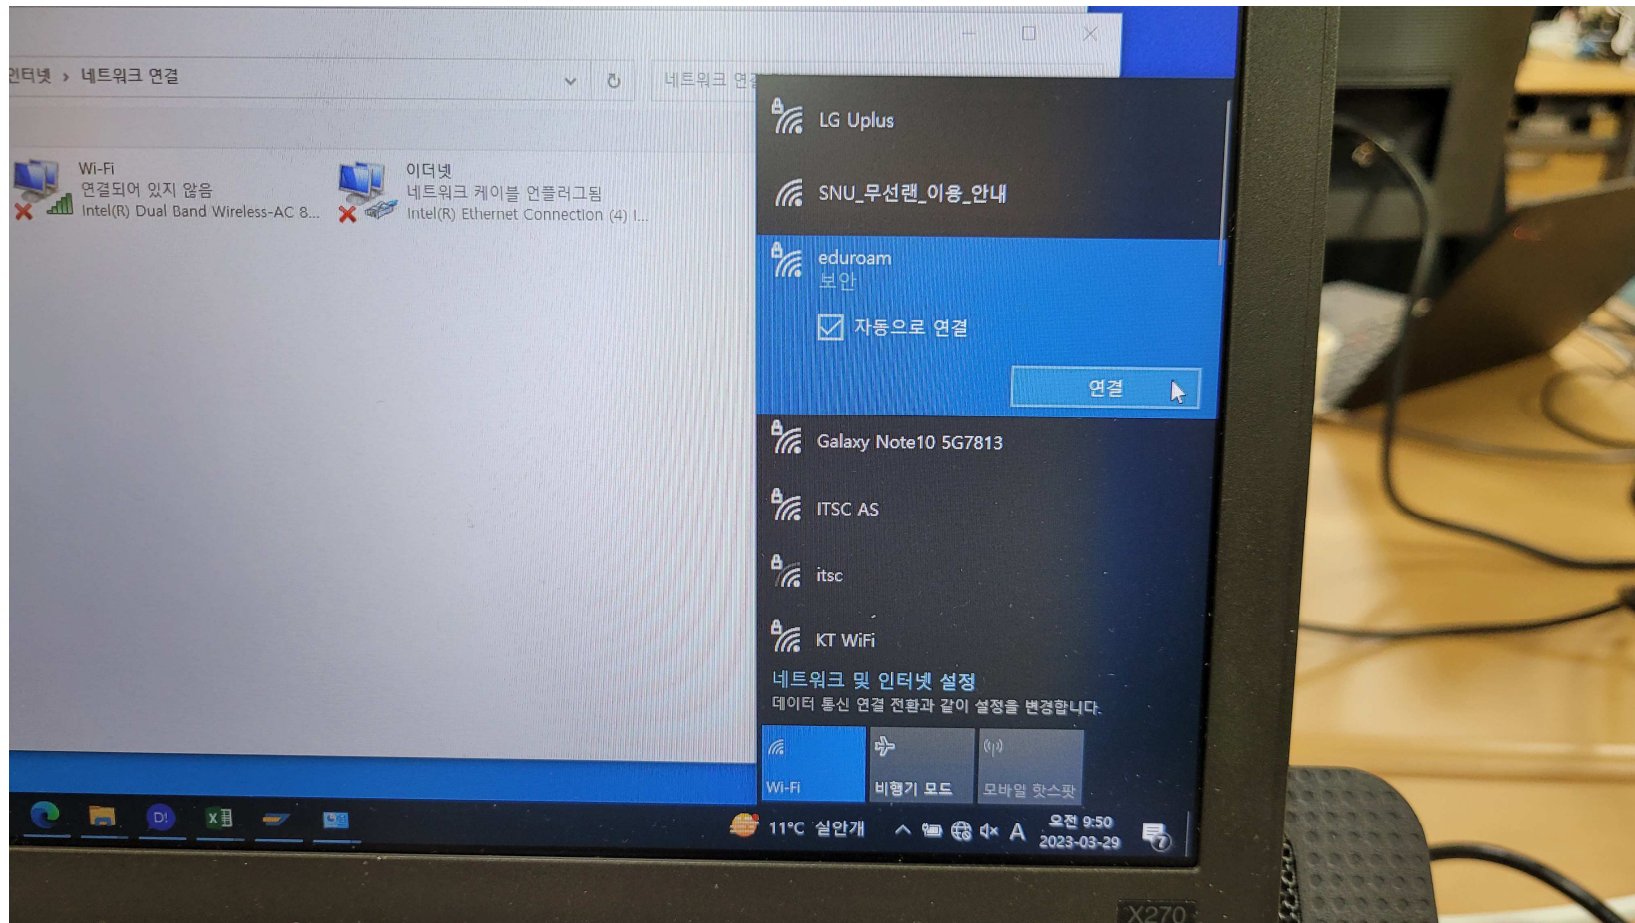 인터넷 › 네트워크 연결
네트워크 연결
Wi-Fi
연결되어 있지 않음
Intel(R) Dual Band Wireless-AC 8...
이더넷
네트워크 케이블 언플러그됨
Intel(R) Ethernet Connection (4) I...
LG Uplus
SNU_무선랜_이용_안내
eduroam
보안
자동으로 연결
연결
Galaxy Note10 5G7813
ITSC AS
itsc
KT WiFi
네트워크 및 인터넷 설정
데이터 통신 연결 전환과 같이 설정을 변경합니다.
Wi-Fi
비행기 모드
모바일 핫스팟
D!
11°C 실안개
A
오전 9:50
2023-03-29
7
X270